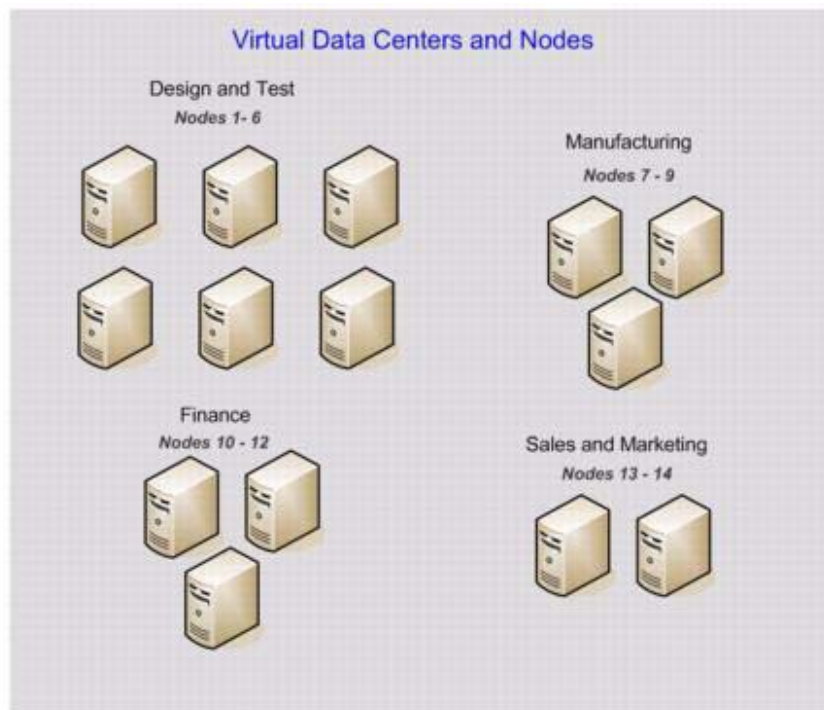 Virtual Data Centers and Nodes
Design and Test
Nodes 1- 6
Manufacturing
Nodes 7 - 9
Finance
Nodes 10 - 12
Sales and Marketing
Nodes 13 - 14